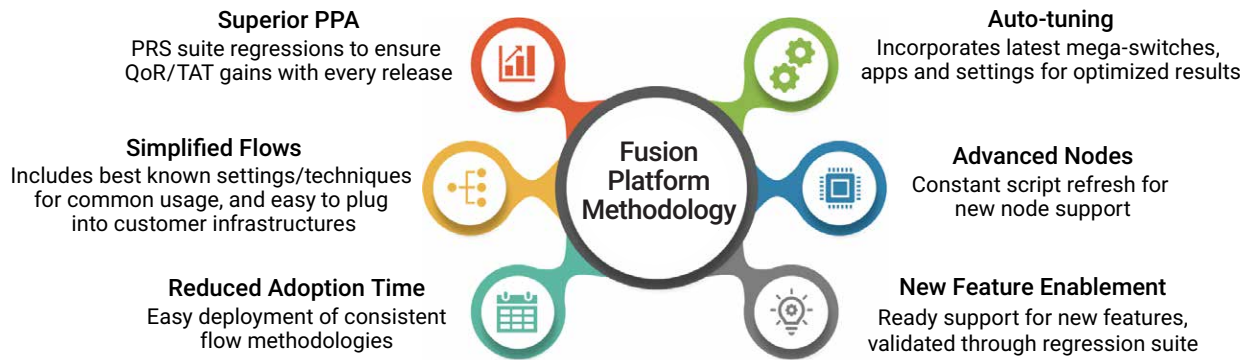 Superior PPA
PRS suite regressions to ensure
QoR/TAT gains with every release
Simplified Flows
Includes best known settings/techniques
for common usage, and easy to plug
into customer infrastructures
Reduced Adoption Time
Easy deployment of consistent
flow methodologies
Fusion
Platform
Methodology
Auto-tuning
Incorporates latest mega-switches,
apps and settings for optimized results
Advanced Nodes
Constant script refresh for
new node support
New Feature Enablement
Ready support for new features,
validated through regression suite